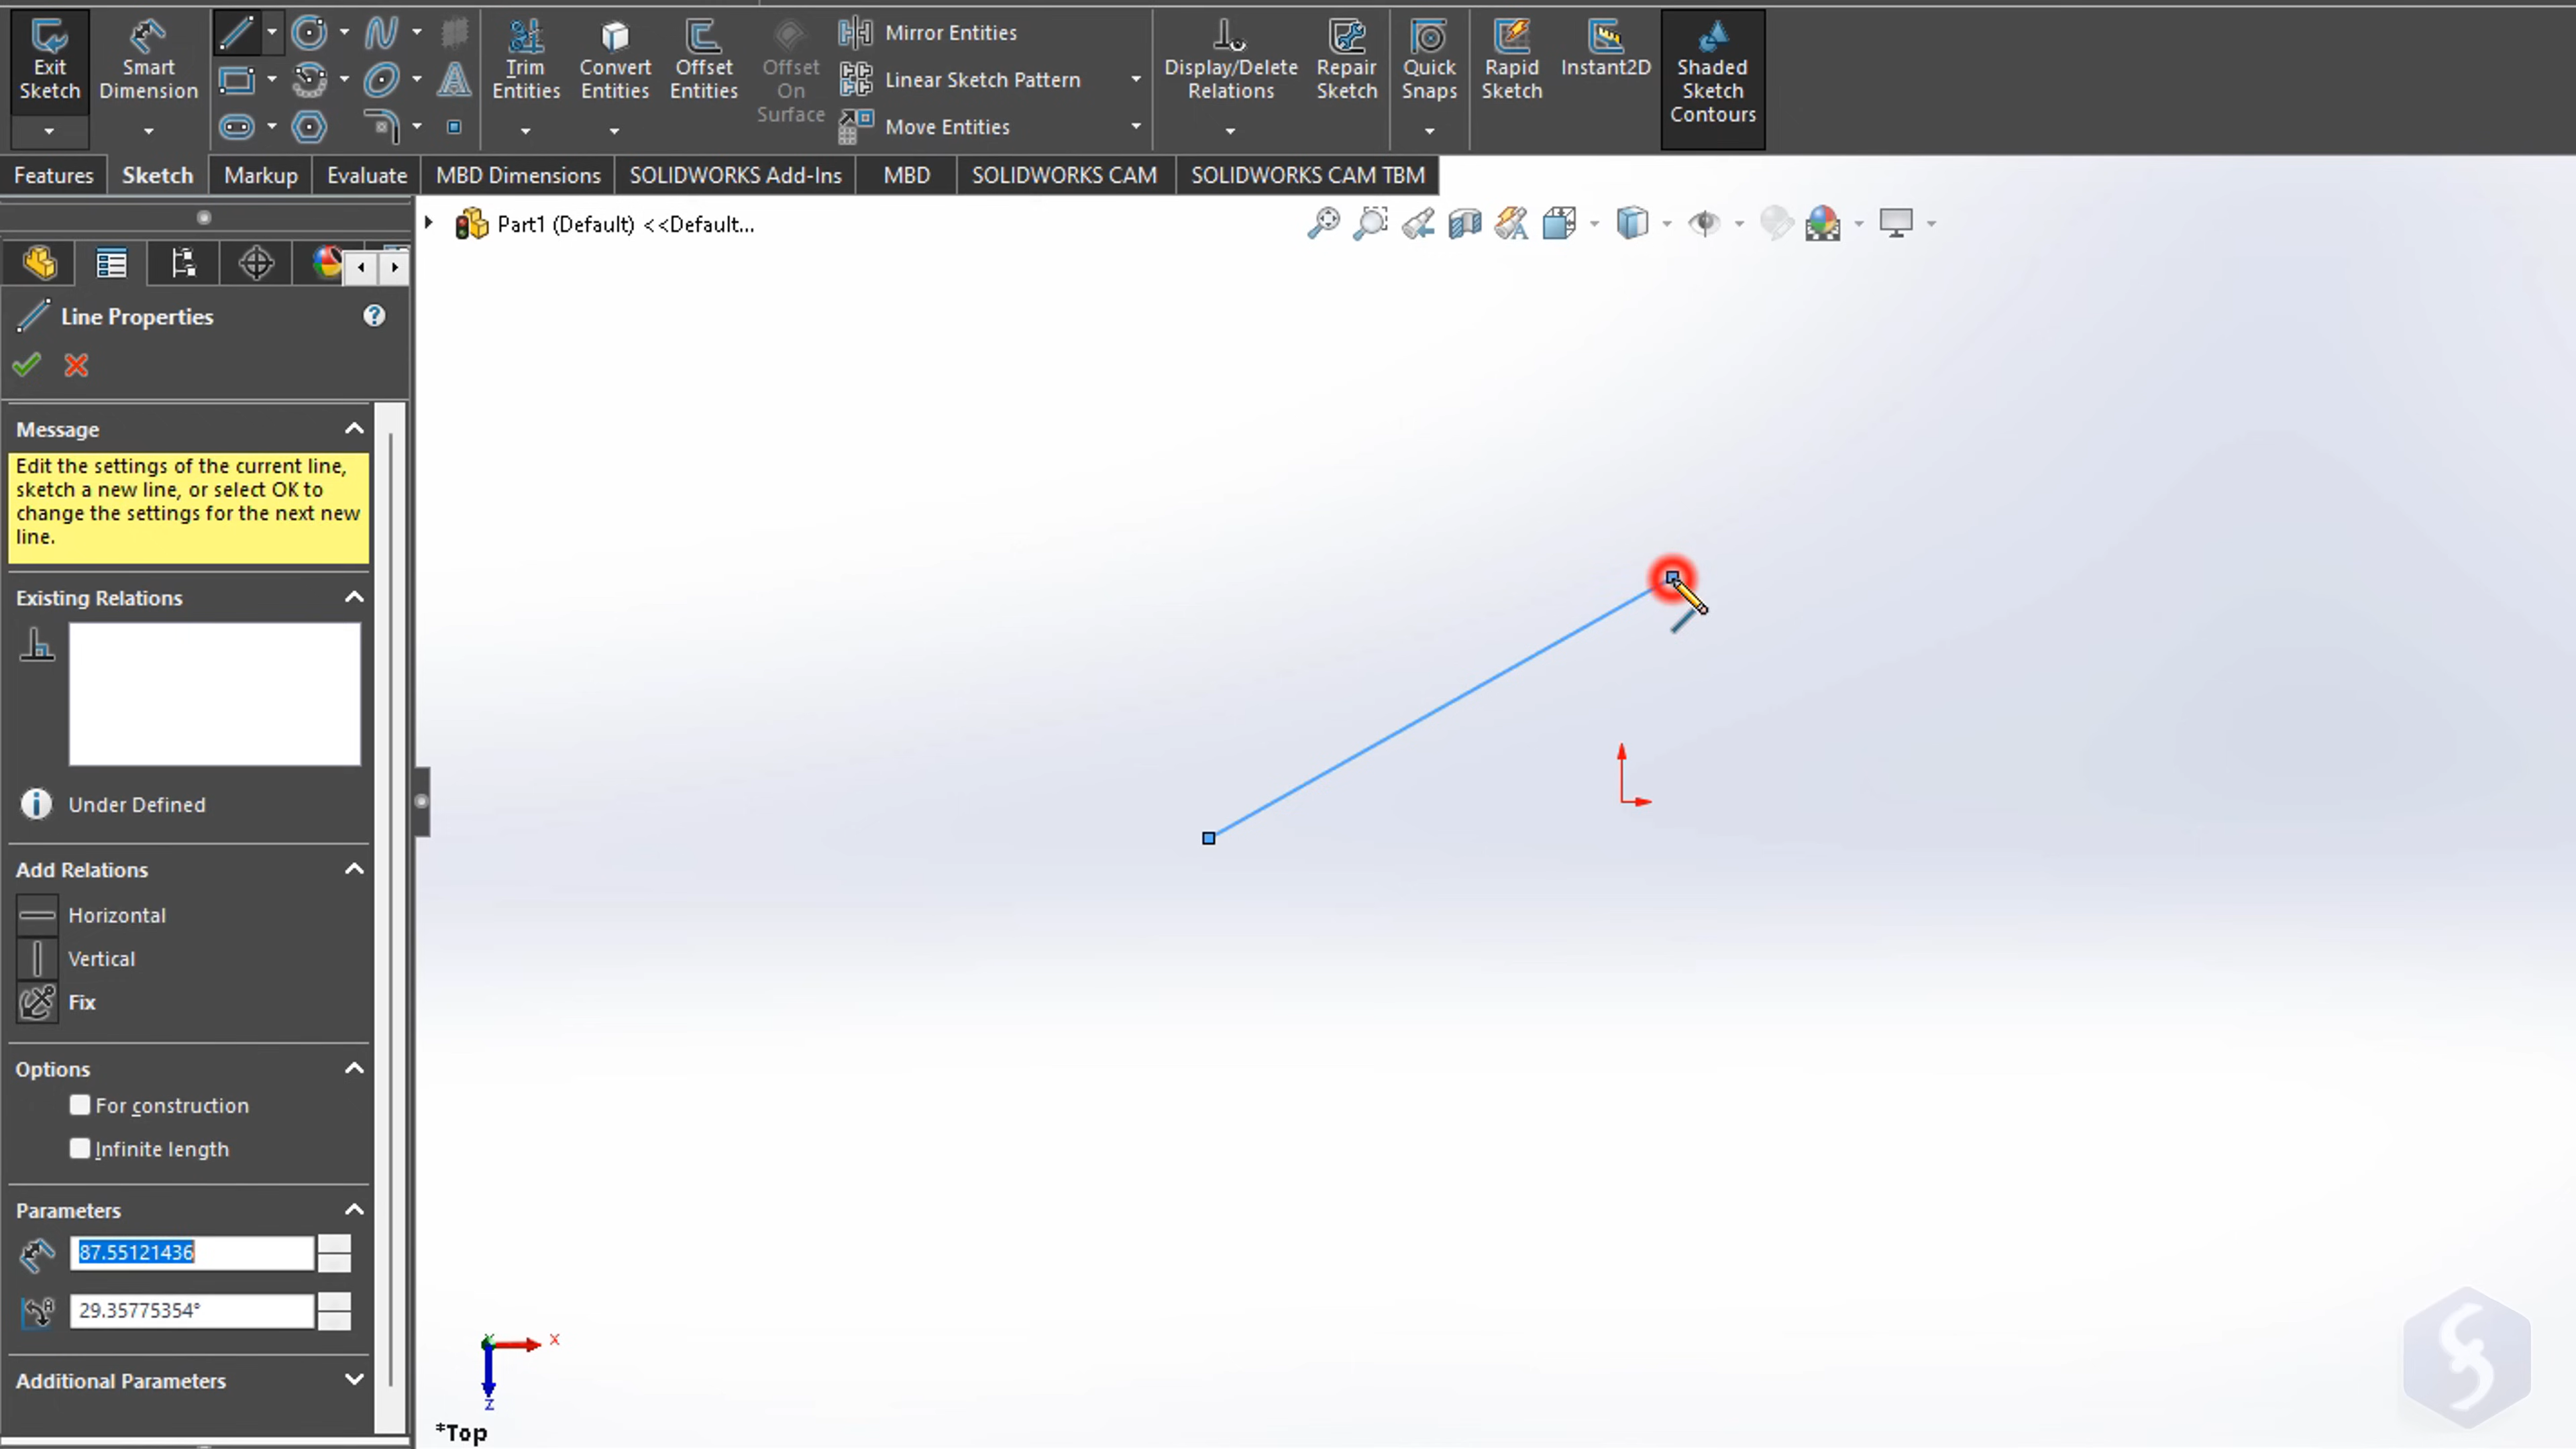 Exit Sketch
Smart Dimension
Trim Entities
Convert Entities
Offset Entities
Offset On Surface
Mirror Entities
Linear Sketch Pattern
Move Entities
Display/Delete Relations
Repair Sketch
Quick Snaps
Rapid Sketch
Instant2D
Shaded Sketch Contours
Features
Sketch
Markup
Evaluate
MBD Dimensions
SOLIDWORKS Add-Ins
MBD
SOLIDWORKS CAM
SOLIDWORKS CAM TBM
Part1 (Default) <<Default...
Line Properties
Message
Edit the settings of the current line,
sketch a new line, or select OK to
change the settings for the next new
line.
Existing Relations
Under Defined
Add Relations
Horizontal
Vertical
Fix
Options
For construction
Infinite length
Parameters
87.55121436
29.35775354°
Additional Parameters
X
Z
*Top